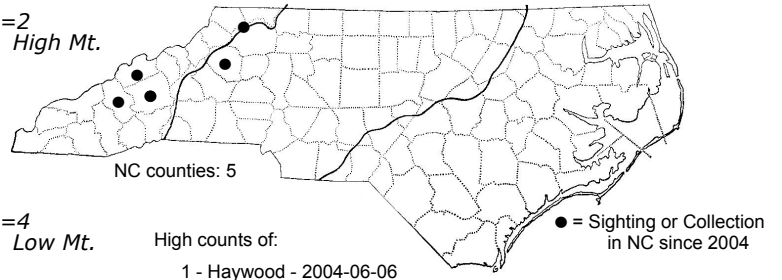 =2
High Mt.
NC counties: 5
=4
Low Mt.
High counts of:
1 - Haywood - 2004-06-06
● = Sighting or Collection
in NC since 2004